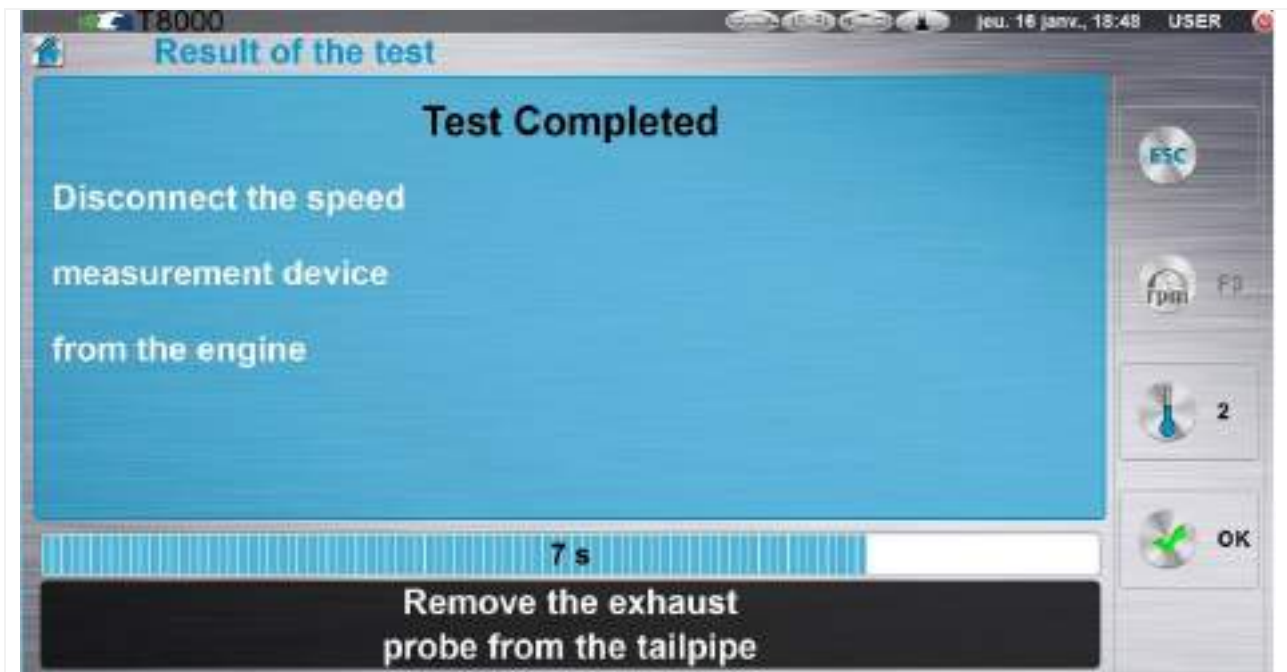 T8000
jeu. 16 janv., 18:48 USER
Result of the test
Test Completed
Disconnect the speed
measurement device
from the engine
ESC
rpm
2
OK
7 s
Remove the exhaust
probe from the tailpipe